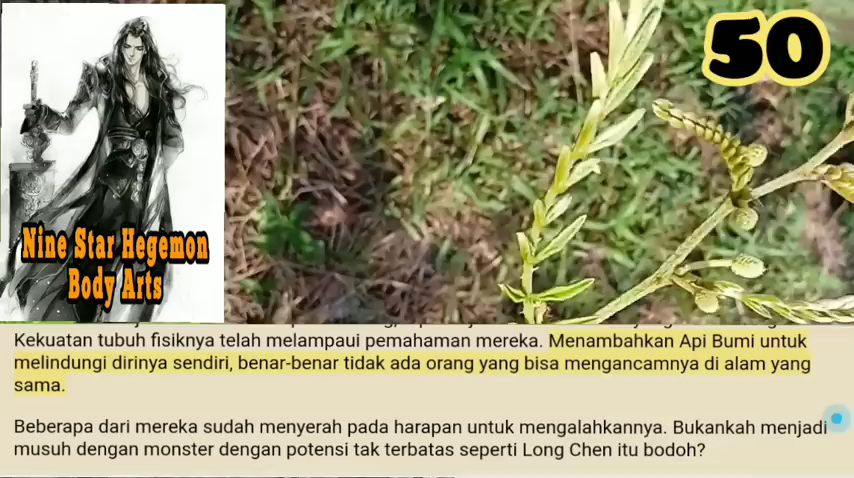 50
Nine Star Hegemon
Body Arts
Kekuatan tubuh fisiknya telah melampaui pemahaman mereka. Menambahkan Api Bumi untuk
melindungi dirinya sendiri, benar-benar tidak ada orang yang bisa mengancamnya di alam yang
sama.
Beberapa dari mereka sudah menyerah pada harapan untuk mengalahkannya. Bukankah menjadi
musuh dengan monster dengan potensi tak terbatas seperti Long Chen itu bodoh?